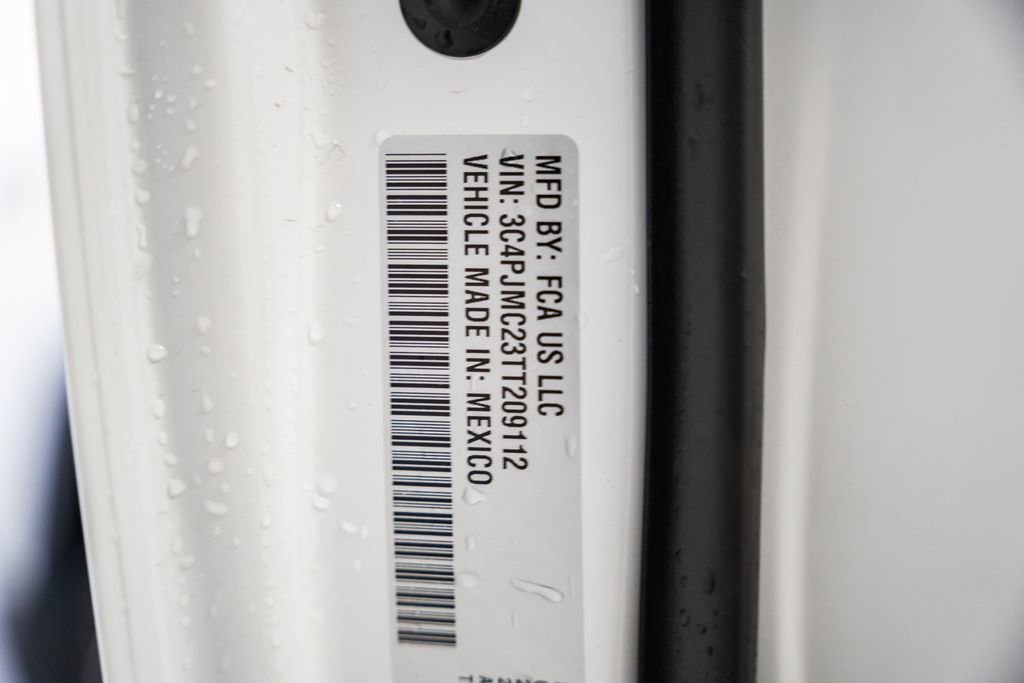 MFD BY: FCA US LLC
VIN: 3C4PJMC23TT209112
VEHICLE MADE IN: MEXICO